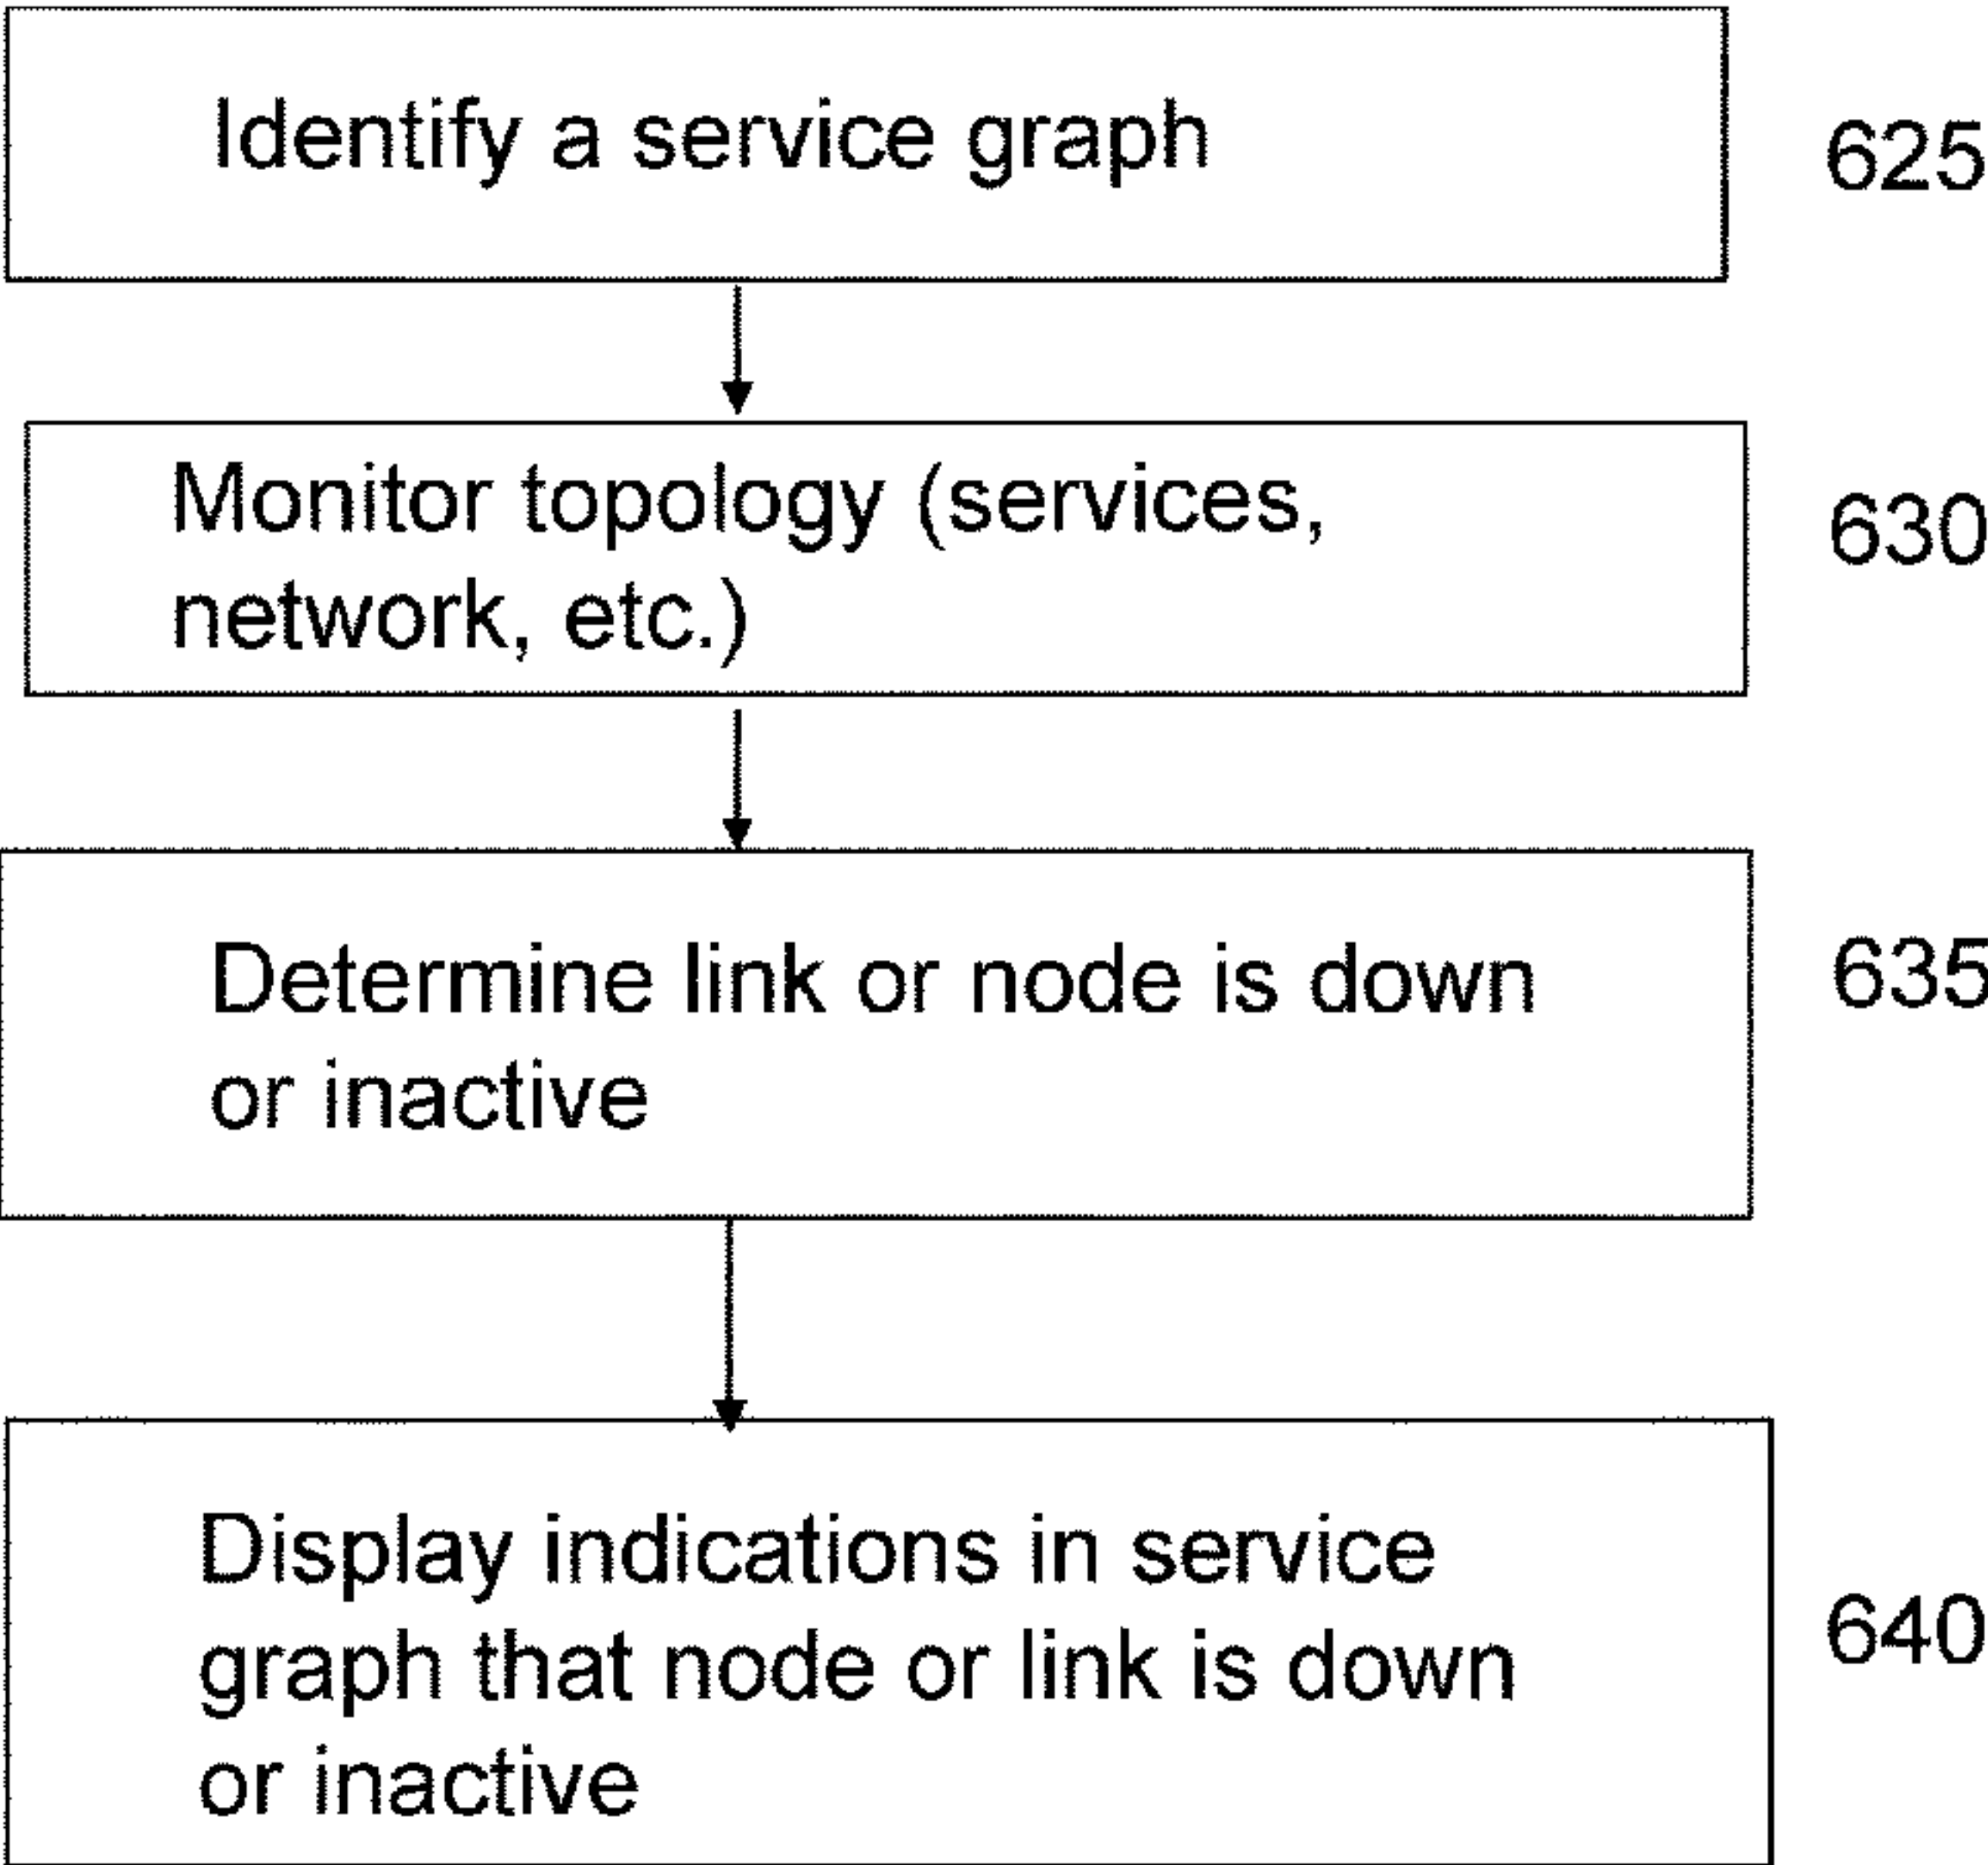 Identify a service graph
625
Monitor topology (services,
network, etc.)
630
Determine link or node is down
or inactive
635
Display indications in service
graph that node or link is down
or inactive
640